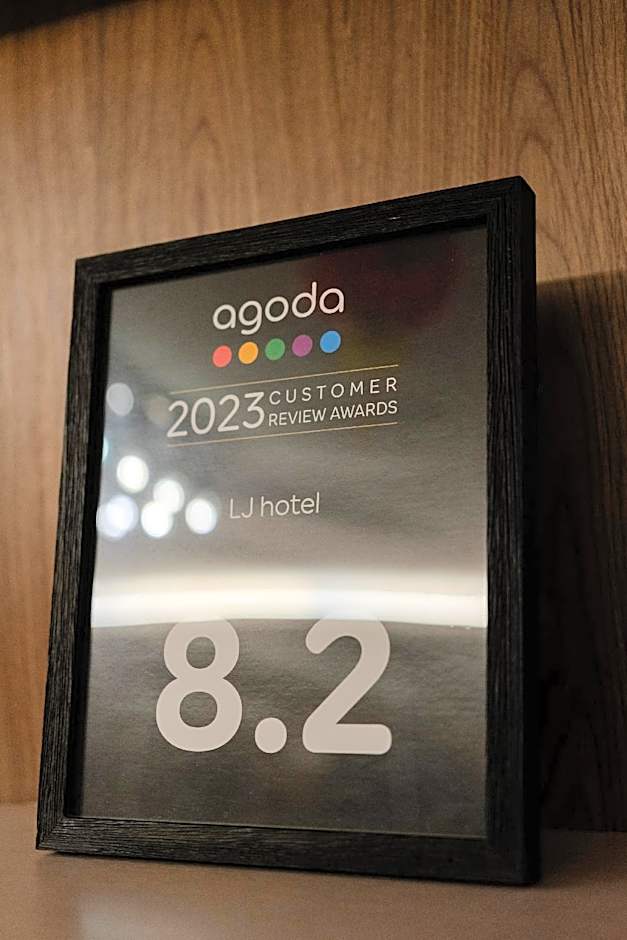 agoda
2023 CUSTOMER
REVIEW AWARDS
LJ hotel
8.2